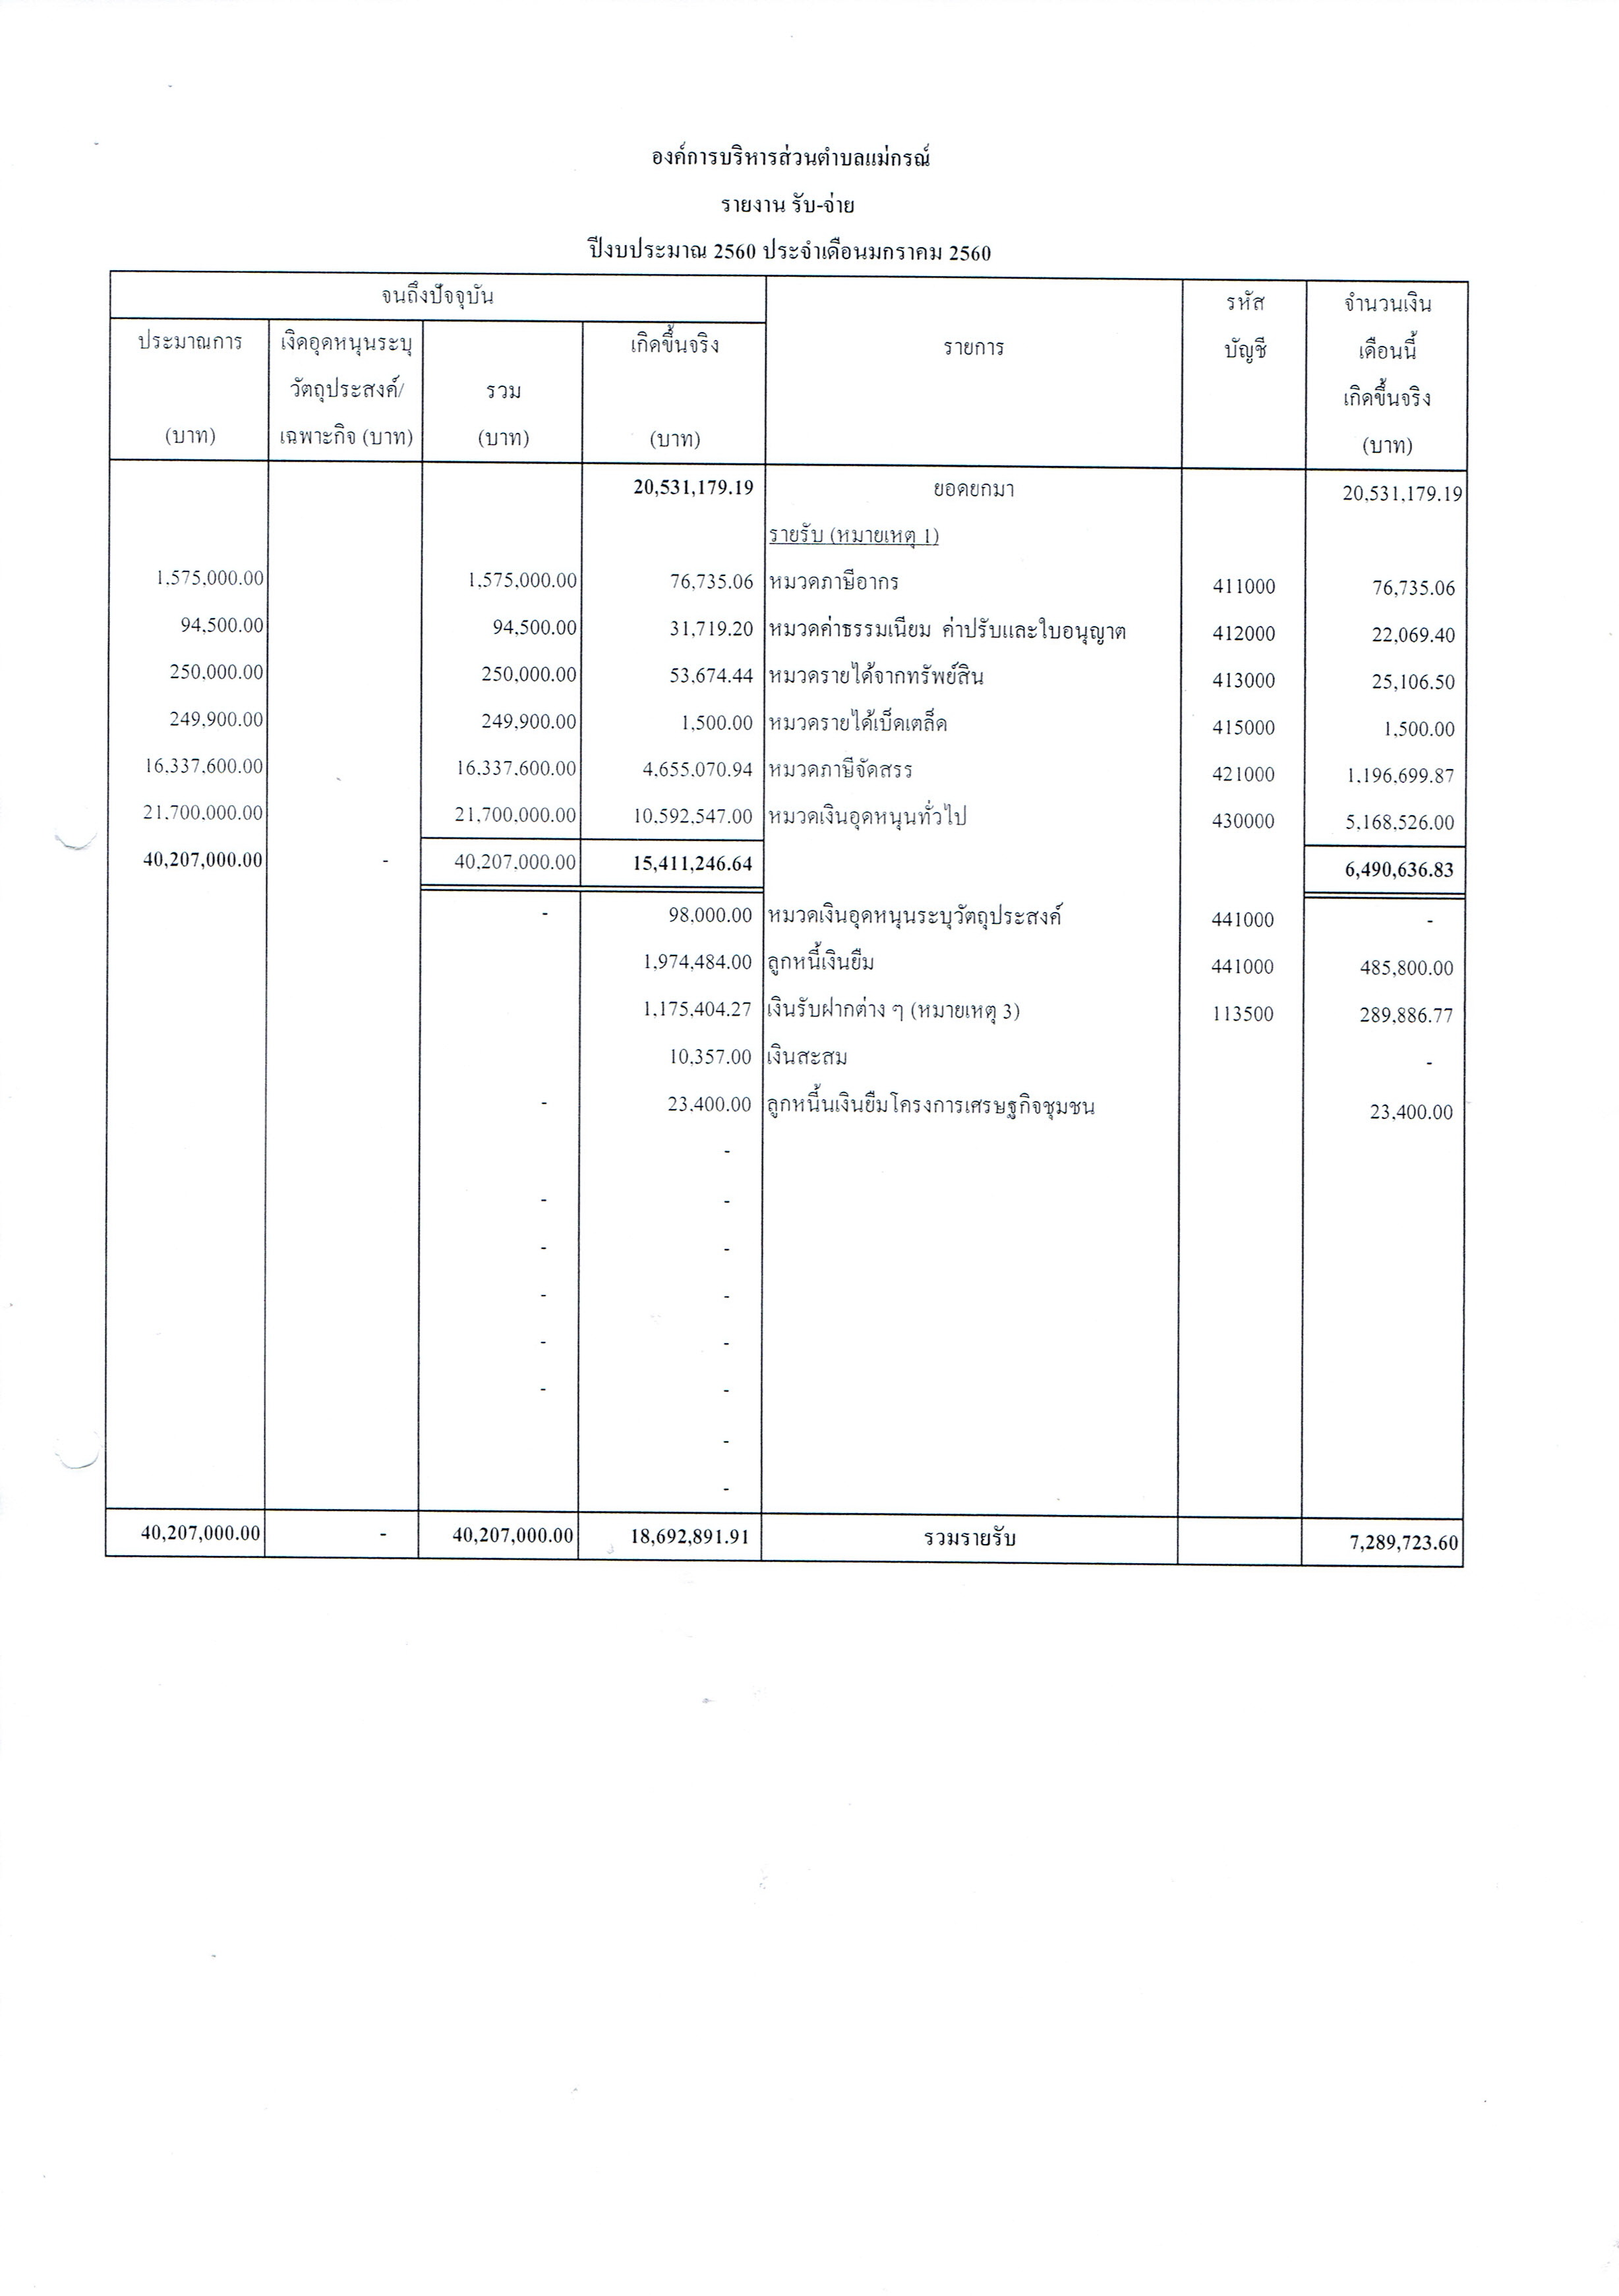 องค์การบริหารส่วนตำบลแม่กรณ์
รายงาน รับ-จ่าย
ปีงบประมาณ 2560 ประจำเดือนมกราคม 2560
จนถึงปัจจุบัน
ประมาณการ
(บาท)
เงิดอุดหนุนระบุ
วัตถุประสงค์/
เฉพาะกิจ (บาท)
รวม
(บาท)
เกิดขึ้นจริง
(บาท)
รายการ
รหัส
บัญชี
จำนวนเงิน
เดือนนี้
เกิดขึ้นจริง
(บาท)
20,531,179.19 ยอดยกมา 20,531,179.19
รายรับ (หมายเหตุ 1)
1,575,000.00 1,575,000.00 76,735.06 หมวดภาษีอากร 411000 76,735.06
94,500.00 94,500.00 31,719.20 หมวดค่าธรรมเนียม ค่าปรับและใบอนุญาต 412000 22,069.40
250,000.00 250,000.00 53,674.44 หมวดรายได้จากทรัพย์สิน 413000 25,106.50
249,900.00 249,900.00 1,500.00 หมวดรายได้เบ็ดเตล็ด 415000 1,500.00
16,337,600.00 16,337,600.00 4,655,070.94 หมวดภาษีจัดสรร 421000 1,196,699.87
21,700,000.00 21,700,000.00 10,592,547.00 หมวดเงินอุดหนุนทั่วไป 430000 5,168,526.00
40,207,000.00 - 40,207,000.00 15,411,246.64 6,490,636.83
- 98,000.00 หมวดเงินอุดหนุนระบุวัตถุประสงค์ 441000 -
1,974,484.00 ลูกหนี้เงินยืม 441000 485,800.00
1,175,404.27 เงินรับฝากต่าง ๆ (หมายเหตุ 3) 113500 289,886.77
10,357.00 เงินสะสม -
- 23,400.00 ลูกหนี้นเงินยืมโครงการเศรษฐกิจชุมชน 23,400.00
-
- -
- -
- -
- -
- -
-
-
40,207,000.00 - 40,207,000.00 18,692,891.91 รวมรายรับ 7,289,723.60